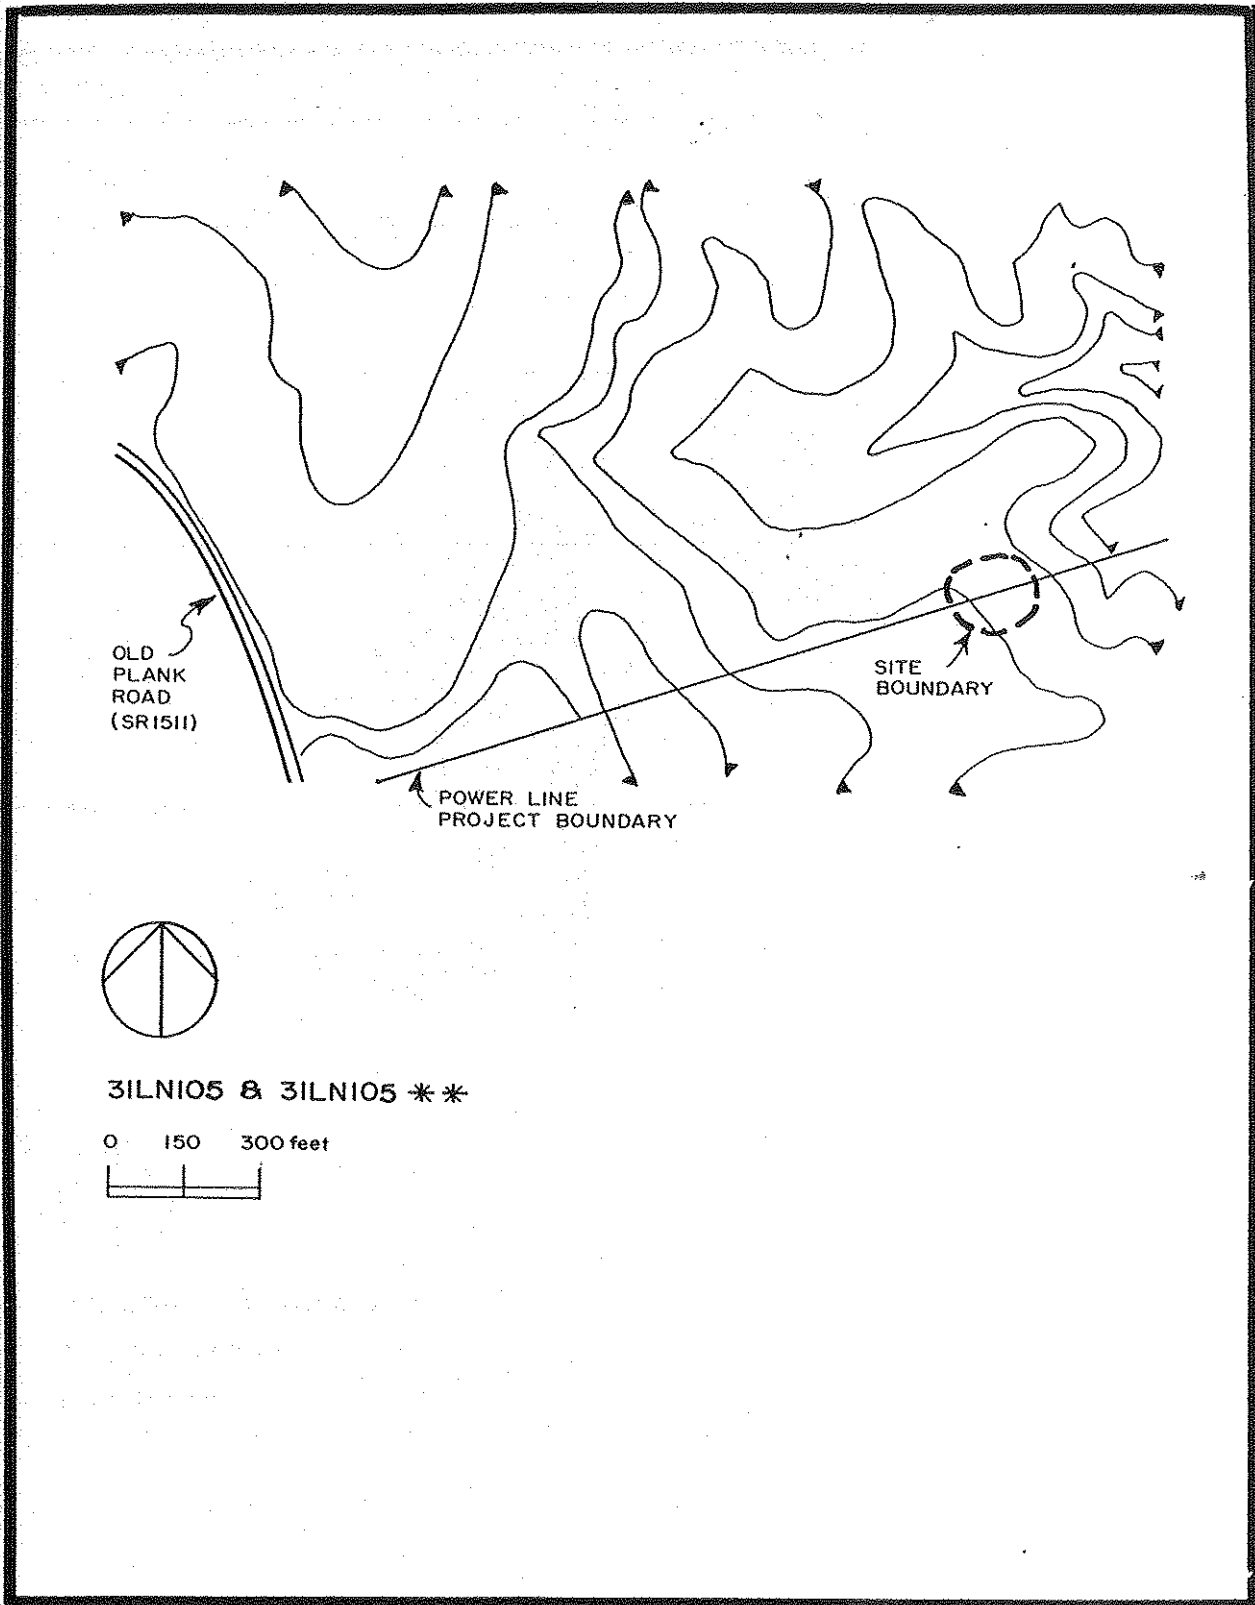 OLD
PLANK
ROAD
(SR1511)
SITE
BOUNDARY
POWER LINE
PROJECT BOUNDARY
31LN105 & 31LN105 **
0 150 300 feet